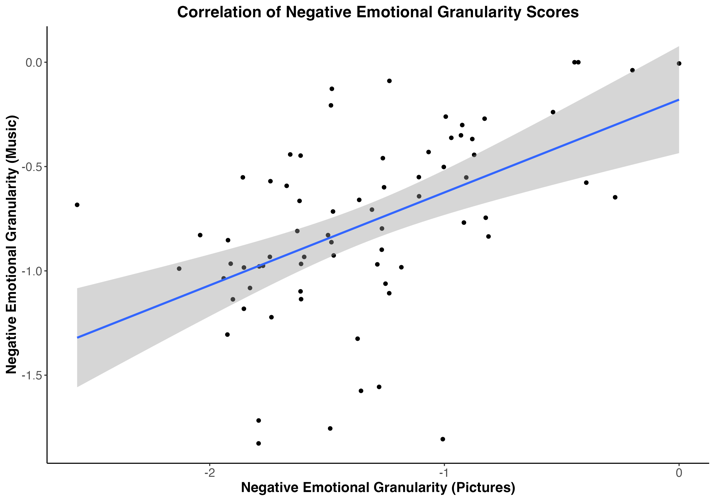 Correlation of Negative Emotional Granularity Scores
Negative Emotional Granularity (Music)
0.0
-0.5
-1.0
-1.5
-2
-1
0
Negative Emotional Granularity (Pictures)